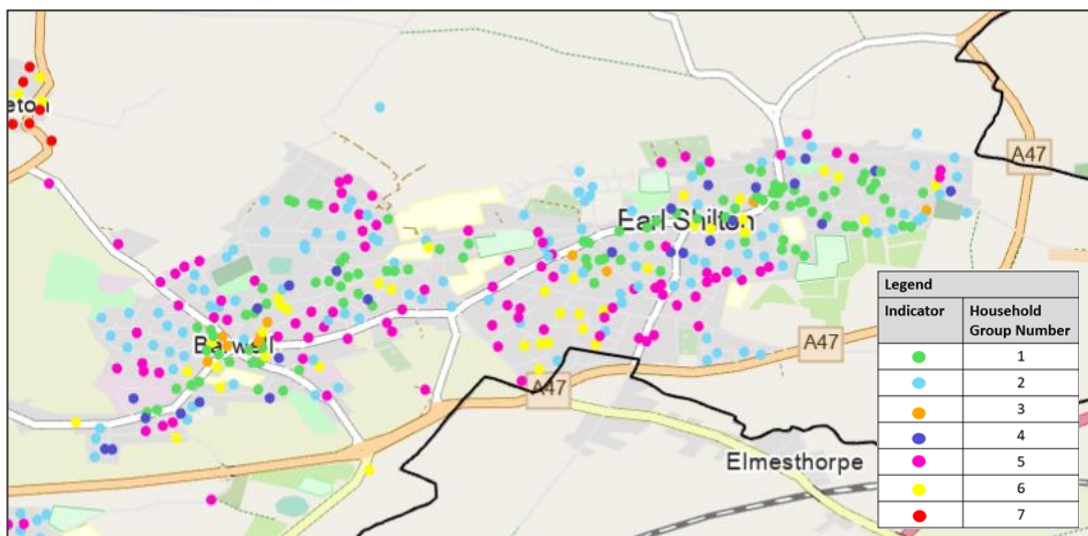 eton
A47
Earl Shilton
Barwell
A47
A47
Elmesthorpe
Legend
Indicator Household Group Number
1
2
3
4
5
6
7